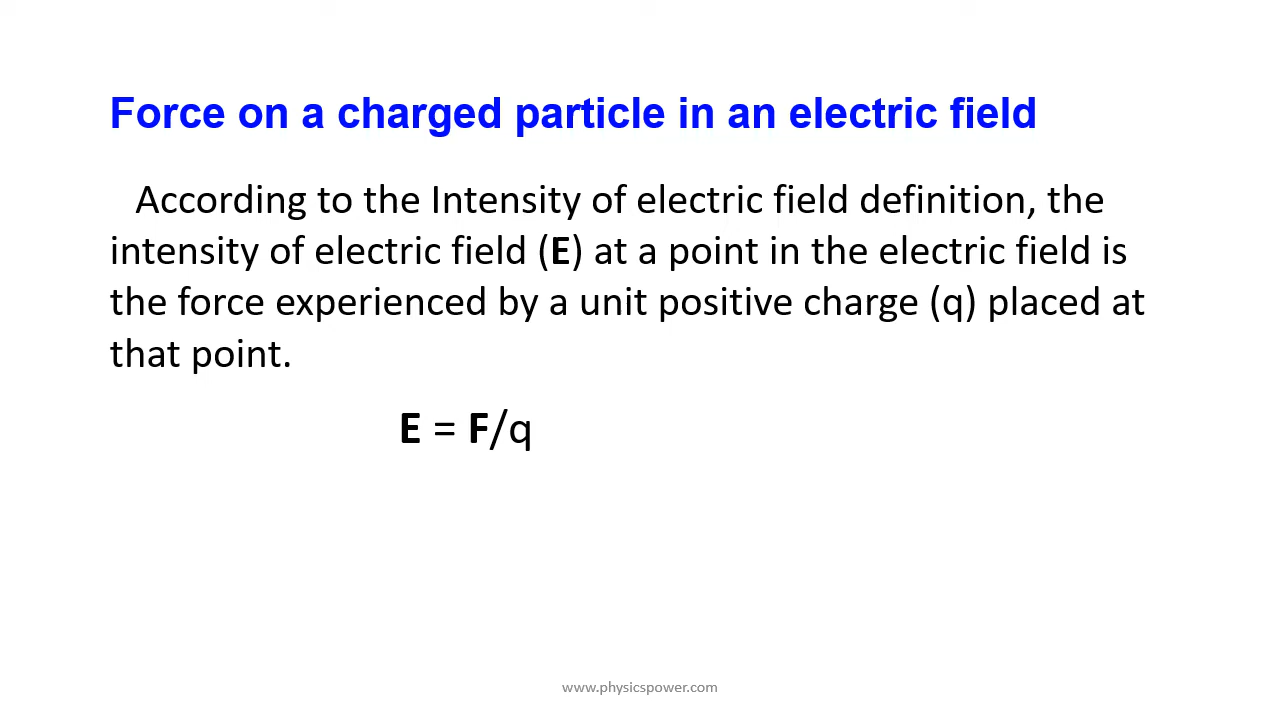 Force on a charged particle in an electric field
According to the Intensity of electric field definition, the
intensity of electric field (E) at a point in the electric field is
the force experienced by a unit positive charge (q) placed at
that point.
E = F/q
www.physicspower.com